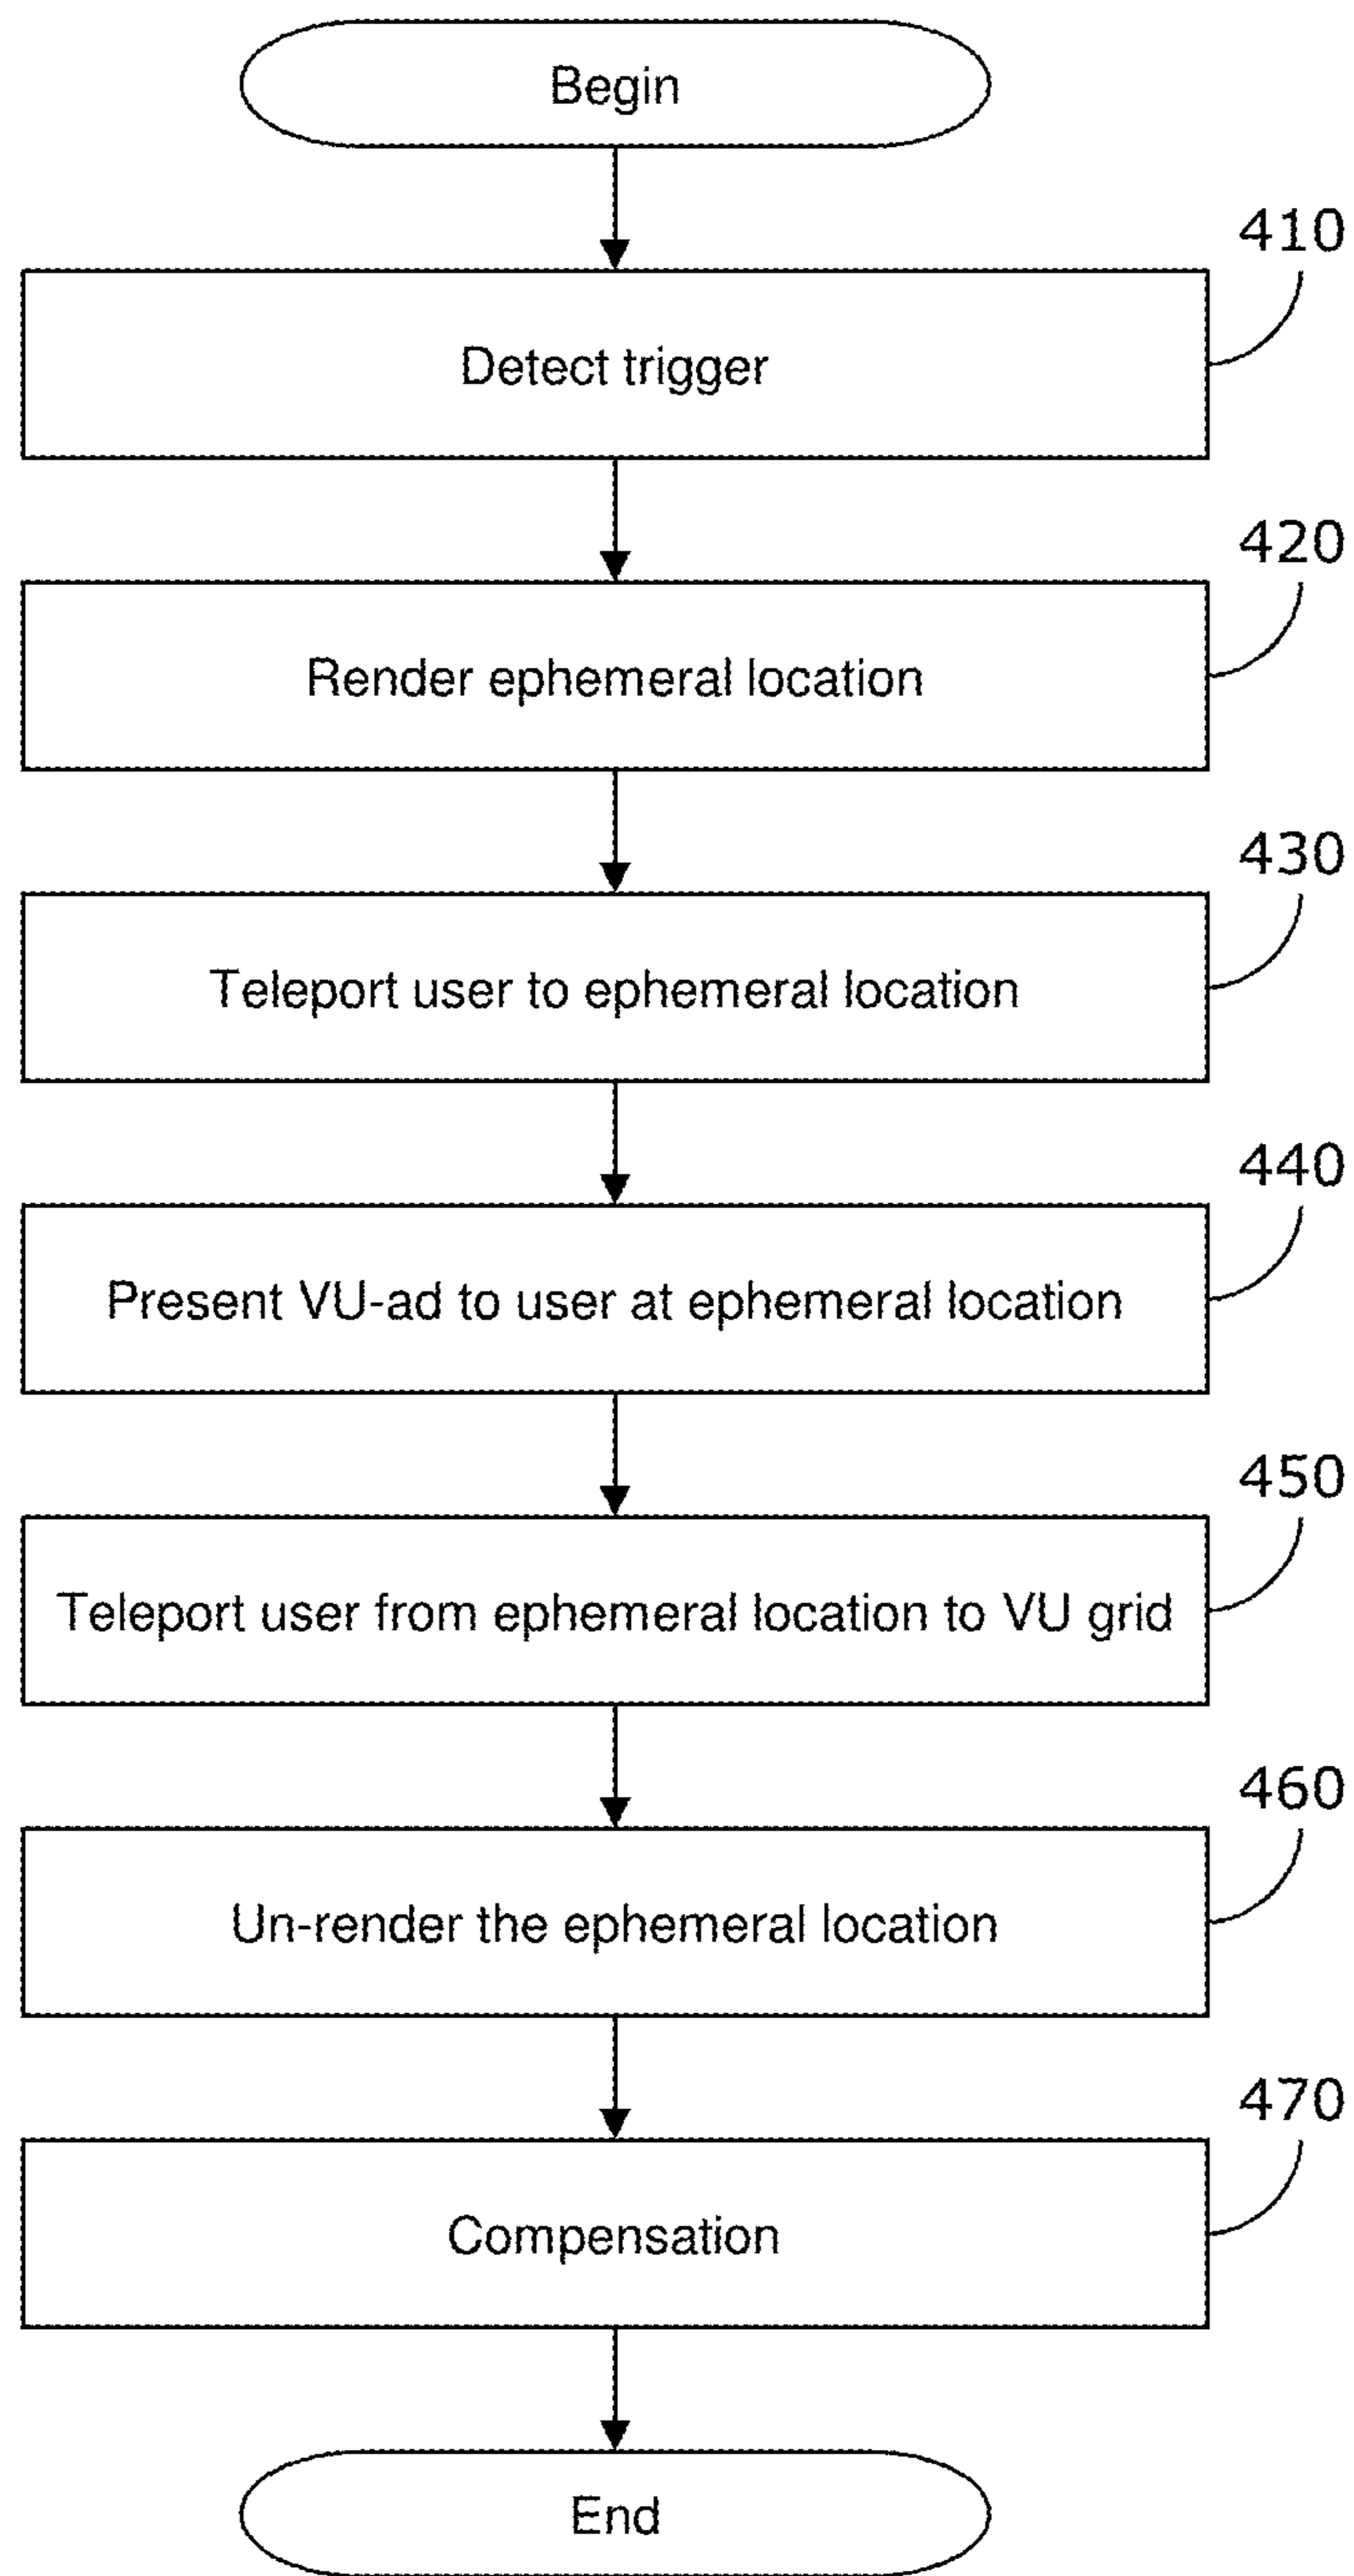 Begin
410
Detect trigger
420
Render ephemeral location
430
Teleport user to ephemeral location
440
Present VU-ad to user at ephemeral location
450
Teleport user from ephemeral location to VU grid
460
Un-render the ephemeral location
470
Compensation
End